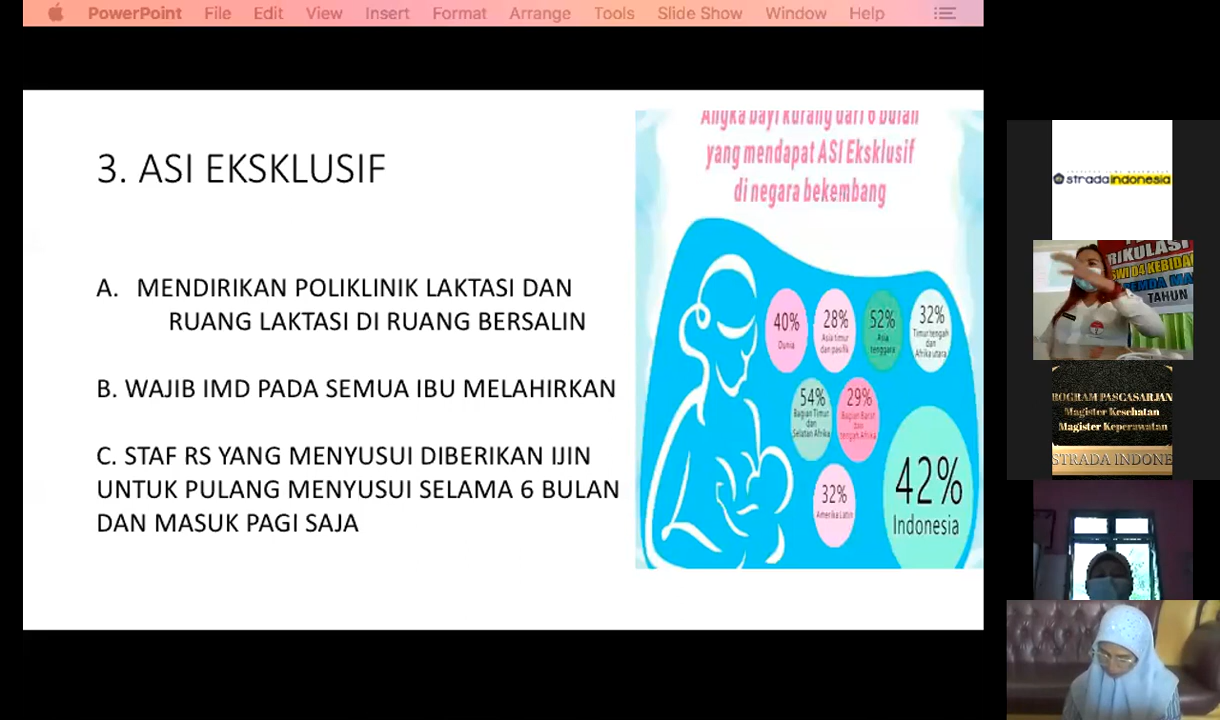 PowerPoint File Edit View Insert Format Arrange Tools Slide Show Window Help
3. ASI EKSKLUSIF
A. MENDIRIKAN POLIKLINIK LAKTASI DAN
RUANG LAKTASI DI RUANG BERSALIN
B. WAJIB IMD PADA SEMUA IBU MELAHIRKAN
C. STAF RS YANG MENYUSUI DIBERIKAN IJIN
UNTUK PULANG MENYUSUI SELAMA 6 BULAN
DAN MASUK PAGI SAJA
Angka bayi kurang dari 6 bulan
yang mendapat ASI Eksklusif
di negara bekembang
40%
Dunia
28%
Asia timur
dan pasifik
52%
Asia
tenggara
32%
Timur tengah
dan
Afrika utara
54%
Bagian Timur
dan
Selatan Afrika
29%
Bagian Barat
dan
tengah Afrika
32%
Amerika Latin
42%
Indonesia
stradaindonesia
RIKULASI
SWI D4 KEBIDA
PEMDA MA
TAHUN
ROGRAM PASCASARJAN
Magister Kesehatan
Magister Keperawatan
STRADA INDONE